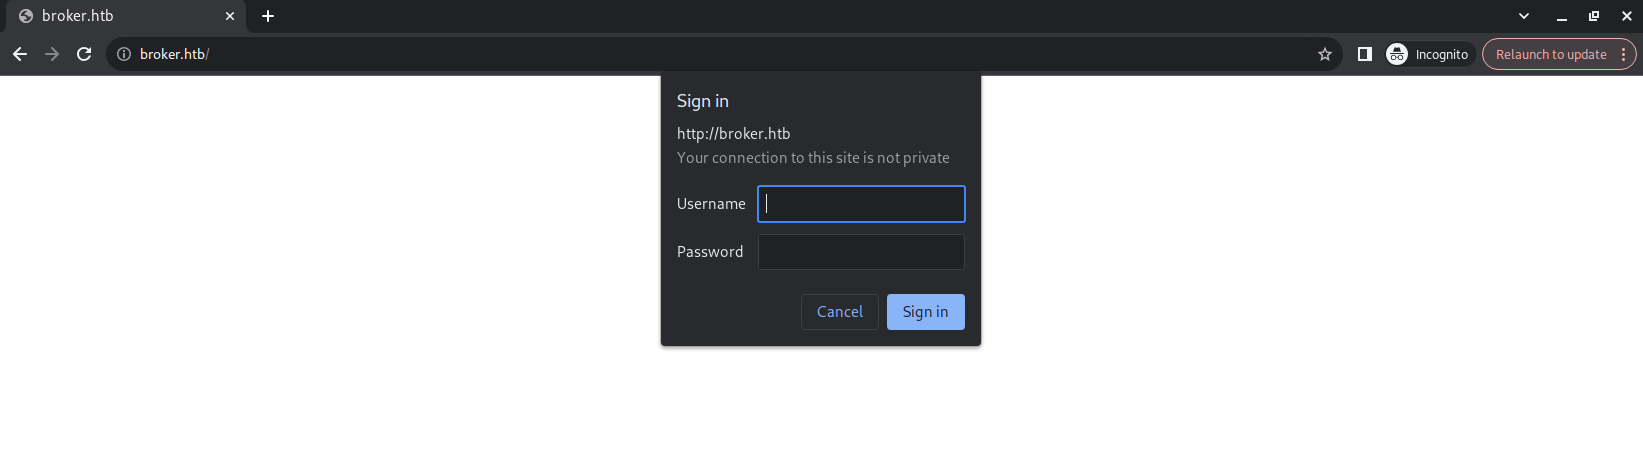 broker.htb
broker.htb/
Incognito
Relaunch to update
Sign in
http://broker.htb
Your connection to this site is not private
Username
Password
Cancel
Sign in